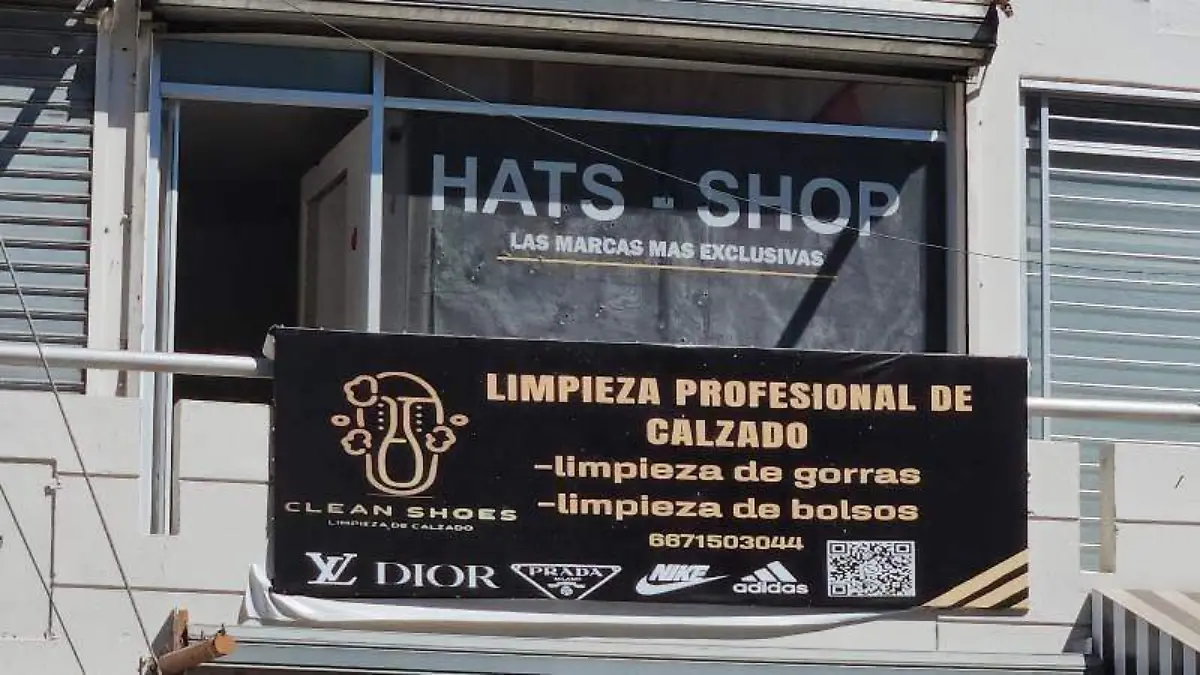 HATS - SHOP
LAS MARCAS MAS EXCLUSIVAS
LIMPIEZA PROFESIONAL DE
CALZADO
-limpieza de gorras
-limpieza de bolsos
6671503044
CLEAN SHOES
LIMPIEZA DE CALZADO
LV DIOR PRADA MILANO NIKE adidas